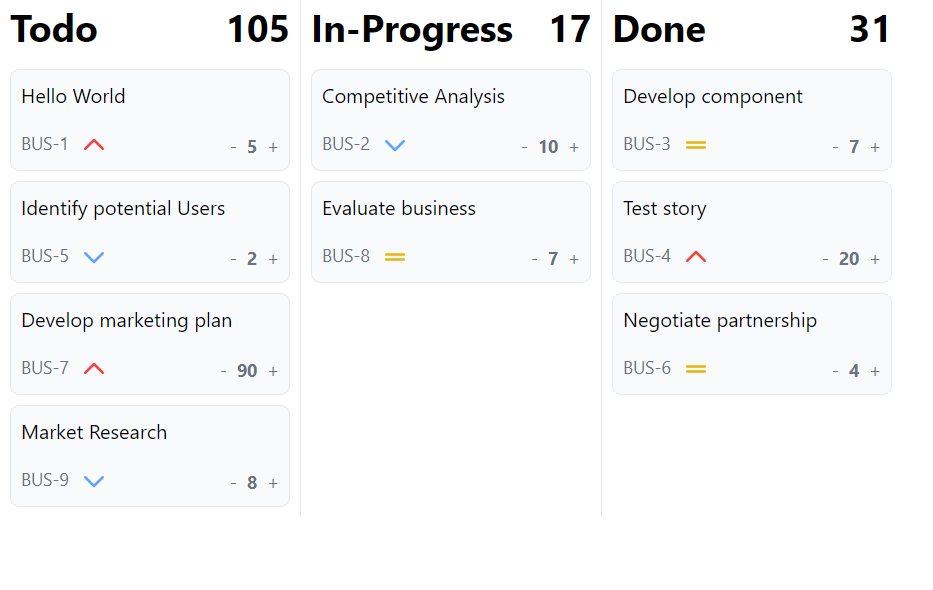 Todo 105
Hello World
BUS-1 - 5 +
Identify potential Users
BUS-5 - 2 +
Develop marketing plan
BUS-7 - 90 +
Market Research
BUS-9 - 8 +
In-Progress 17
Competitive Analysis
BUS-2 - 10 +
Evaluate business
BUS-8 - 7 +
Done 31
Develop component
BUS-3 - 7 +
Test story
BUS-4 - 20 +
Negotiate partnership
BUS-6 - 4 +